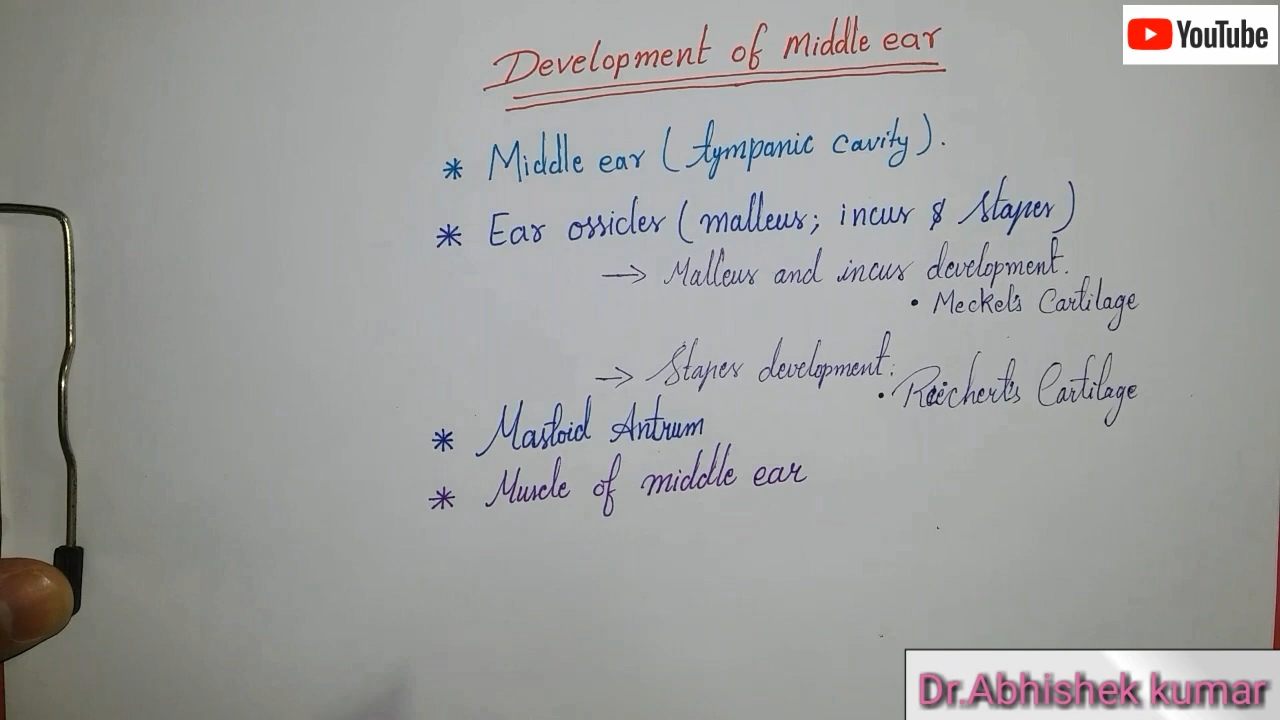 YouTube
Development of Middle ear
* Middle ear (tympanic cavity).
* Ear ossicles (malleus; incus & Stapes)
→ Malleus and incus development.
• Meckel's Cartilage
→ Stapes development.
• Reichert's Cartilage
* Mastoid Antrum
* Muscle of middle ear
Dr.Abhishek kumar